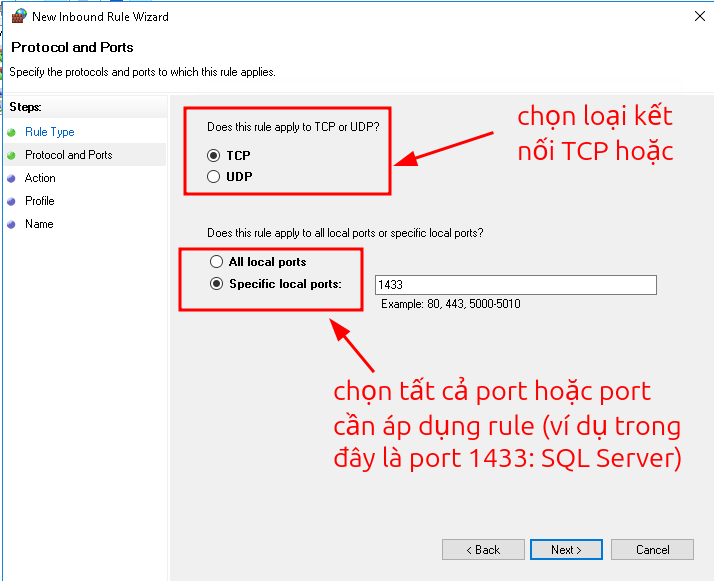 New Inbound Rule Wizard
Protocol and Ports
Specify the protocols and ports to which this rule applies.
Steps:
Rule Type
Protocol and Ports
Action
Profile
Name
Does this rule apply to TCP or UDP?
TCP
UDP
chọn loại kết
nối TCP hoặc
Does this rule apply to all local ports or specific local ports?
All local ports
Specific local ports:
1433
Example: 80, 443, 5000-5010
chọn tất cả port hoặc port
cần áp dụng rule (ví dụ trong
đây là port 1433: SQL Server)
< Back
Next >
Cancel